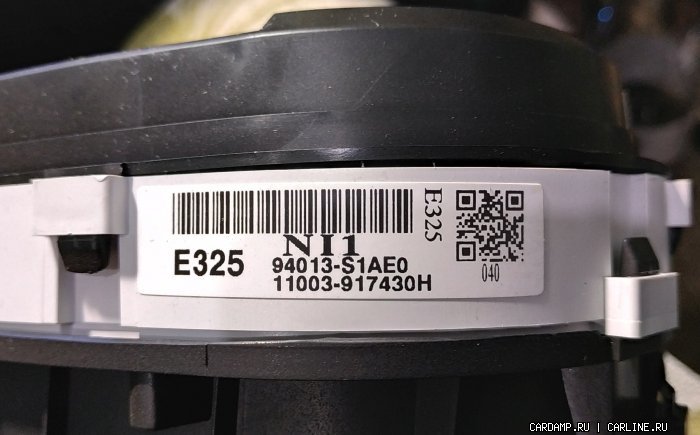 E325
NI1
E325
94013-S1AE0
11003-917430H
040
CARDAMP.RU | CARLINE.RU